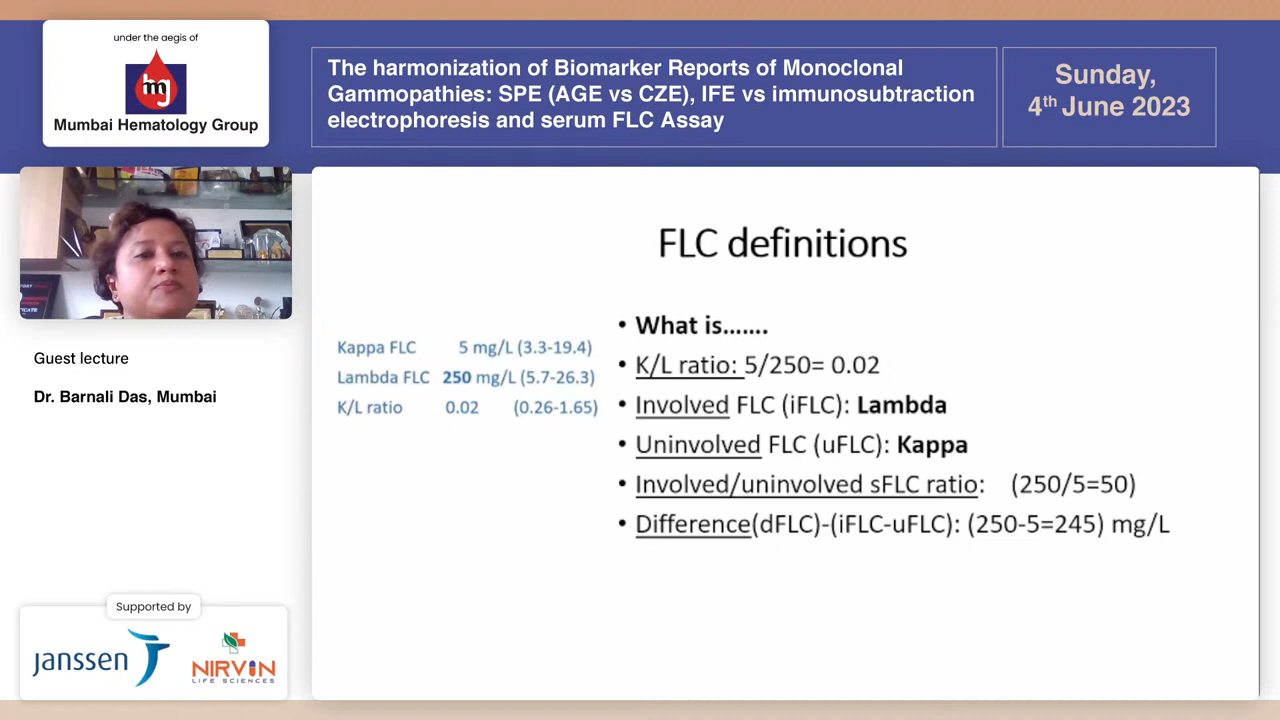 under the aegis of
mg
Mumbai Hematology Group
The harmonization of Biomarker Reports of Monoclonal
Gammopathies: SPE (AGE vs CZE), IFE vs immunosubtraction
electrophoresis and serum FLC Assay
Sunday,
4th June 2023
Guest lecture
Dr. Barnali Das, Mumbai
Supported by
janssen
NIRVIN
LIFE SCIENCES
FLC definitions
Kappa FLC 5 mg/L (3.3-19.4)
Lambda FLC 250 mg/L (5.7-26.3)
K/L ratio 0.02 (0.26-1.65)
• What is.......
• K/L ratio: 5/250= 0.02
• Involved FLC (iFLC): Lambda
• Uninvolved FLC (uFLC): Kappa
• Involved/uninvolved sFLC ratio: (250/5=50)
• Difference(dFLC)-(iFLC-uFLC): (250-5=245) mg/L